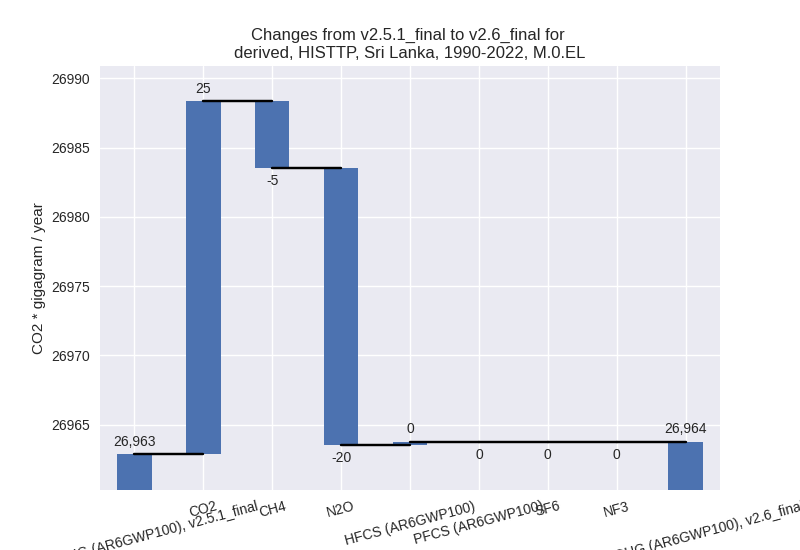 Changes from v2.5.1_final to v2.6_final for
derived, HISTTP, Sri Lanka, 1990-2022, M.0.EL
CO2 * gigagram / year
26990
26985
26980
26975
26970
26965
26,963
25
-5
-20
0
0
0
0
26,964
(AR6GWP100), v2.5.1_final
CO2
CH4
N2O
HFCS (AR6GWP100)
PFCS (AR6GWP100)
SF6
NF3
(AR6GWP100), v2.6_final